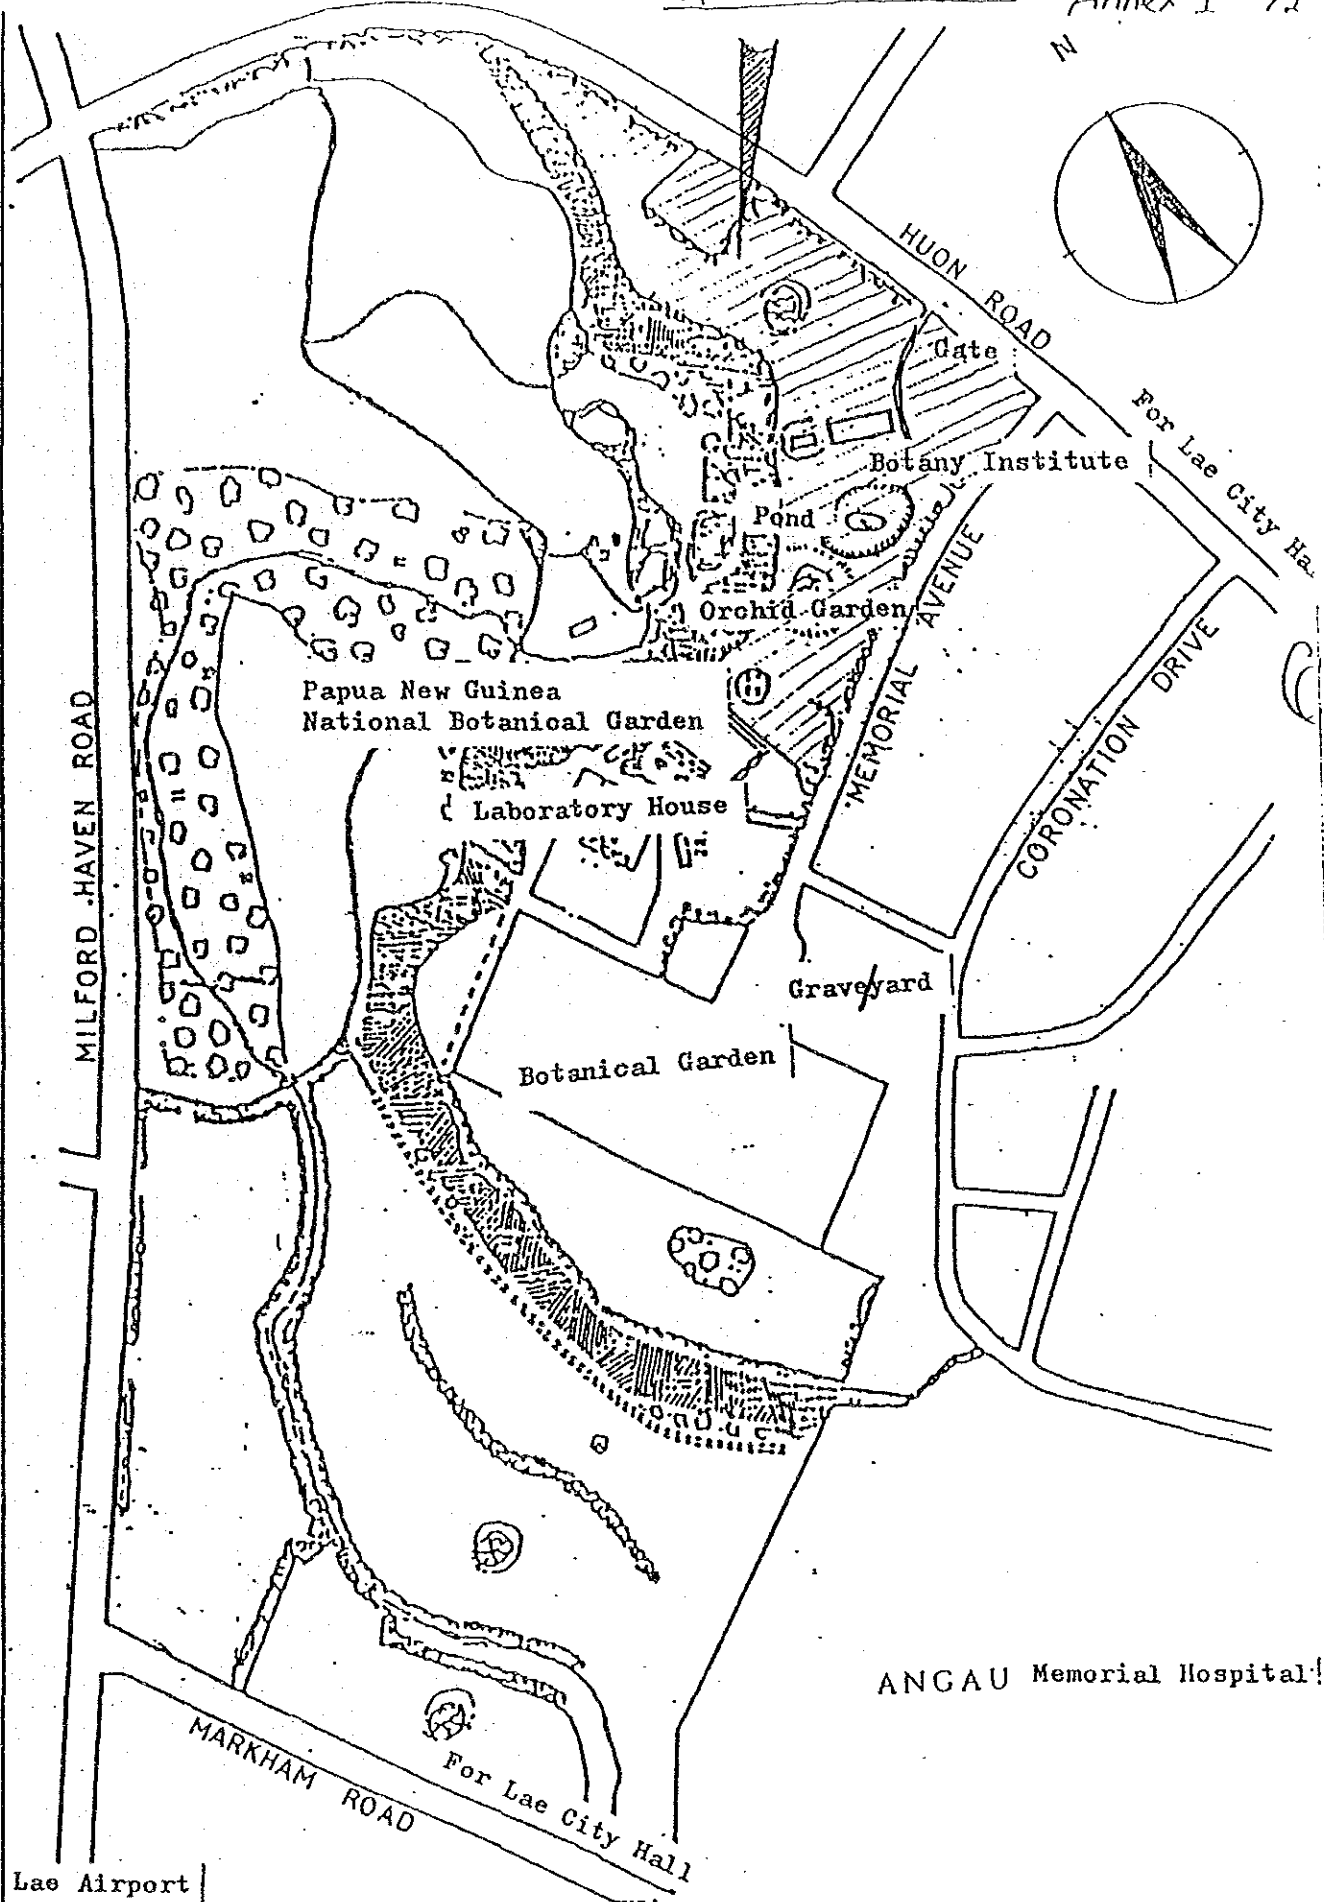 Annex I
N
HUON ROAD
Gate
For Lae City Ha
Botany Institute
Pond
MEMORIAL AVENUE
Orchid Garden
CORONATION DRIVE
Papua New Guinea
National Botanical Garden
MILFORD HAVEN ROAD
Laboratory House
Graveyard
Botanical Garden
ANGAU Memorial Hospital
MARKHAM ROAD
For Lae City Hall
Lae Airport